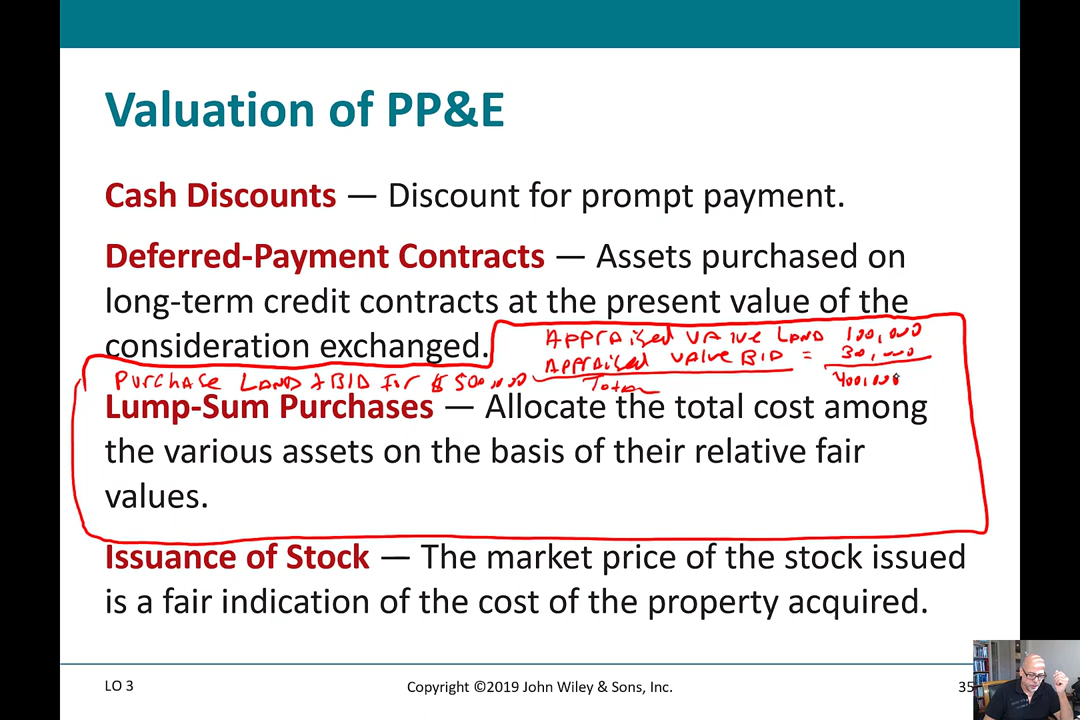 Valuation of PP&E
Cash Discounts — Discount for prompt payment.
Deferred-Payment Contracts — Assets purchased on
long-term credit contracts at the present value of the
consideration exchanged.
Appraised value Land 100,000
Appraised value BlD = 30,000
Total 400,000
Purchase Land & BlD for $500,000
Lump-Sum Purchases — Allocate the total cost among
the various assets on the basis of their relative fair
values.
Issuance of Stock — The market price of the stock issued
is a fair indication of the cost of the property acquired.
LO 3
Copyright ©2019 John Wiley & Sons, Inc.
35